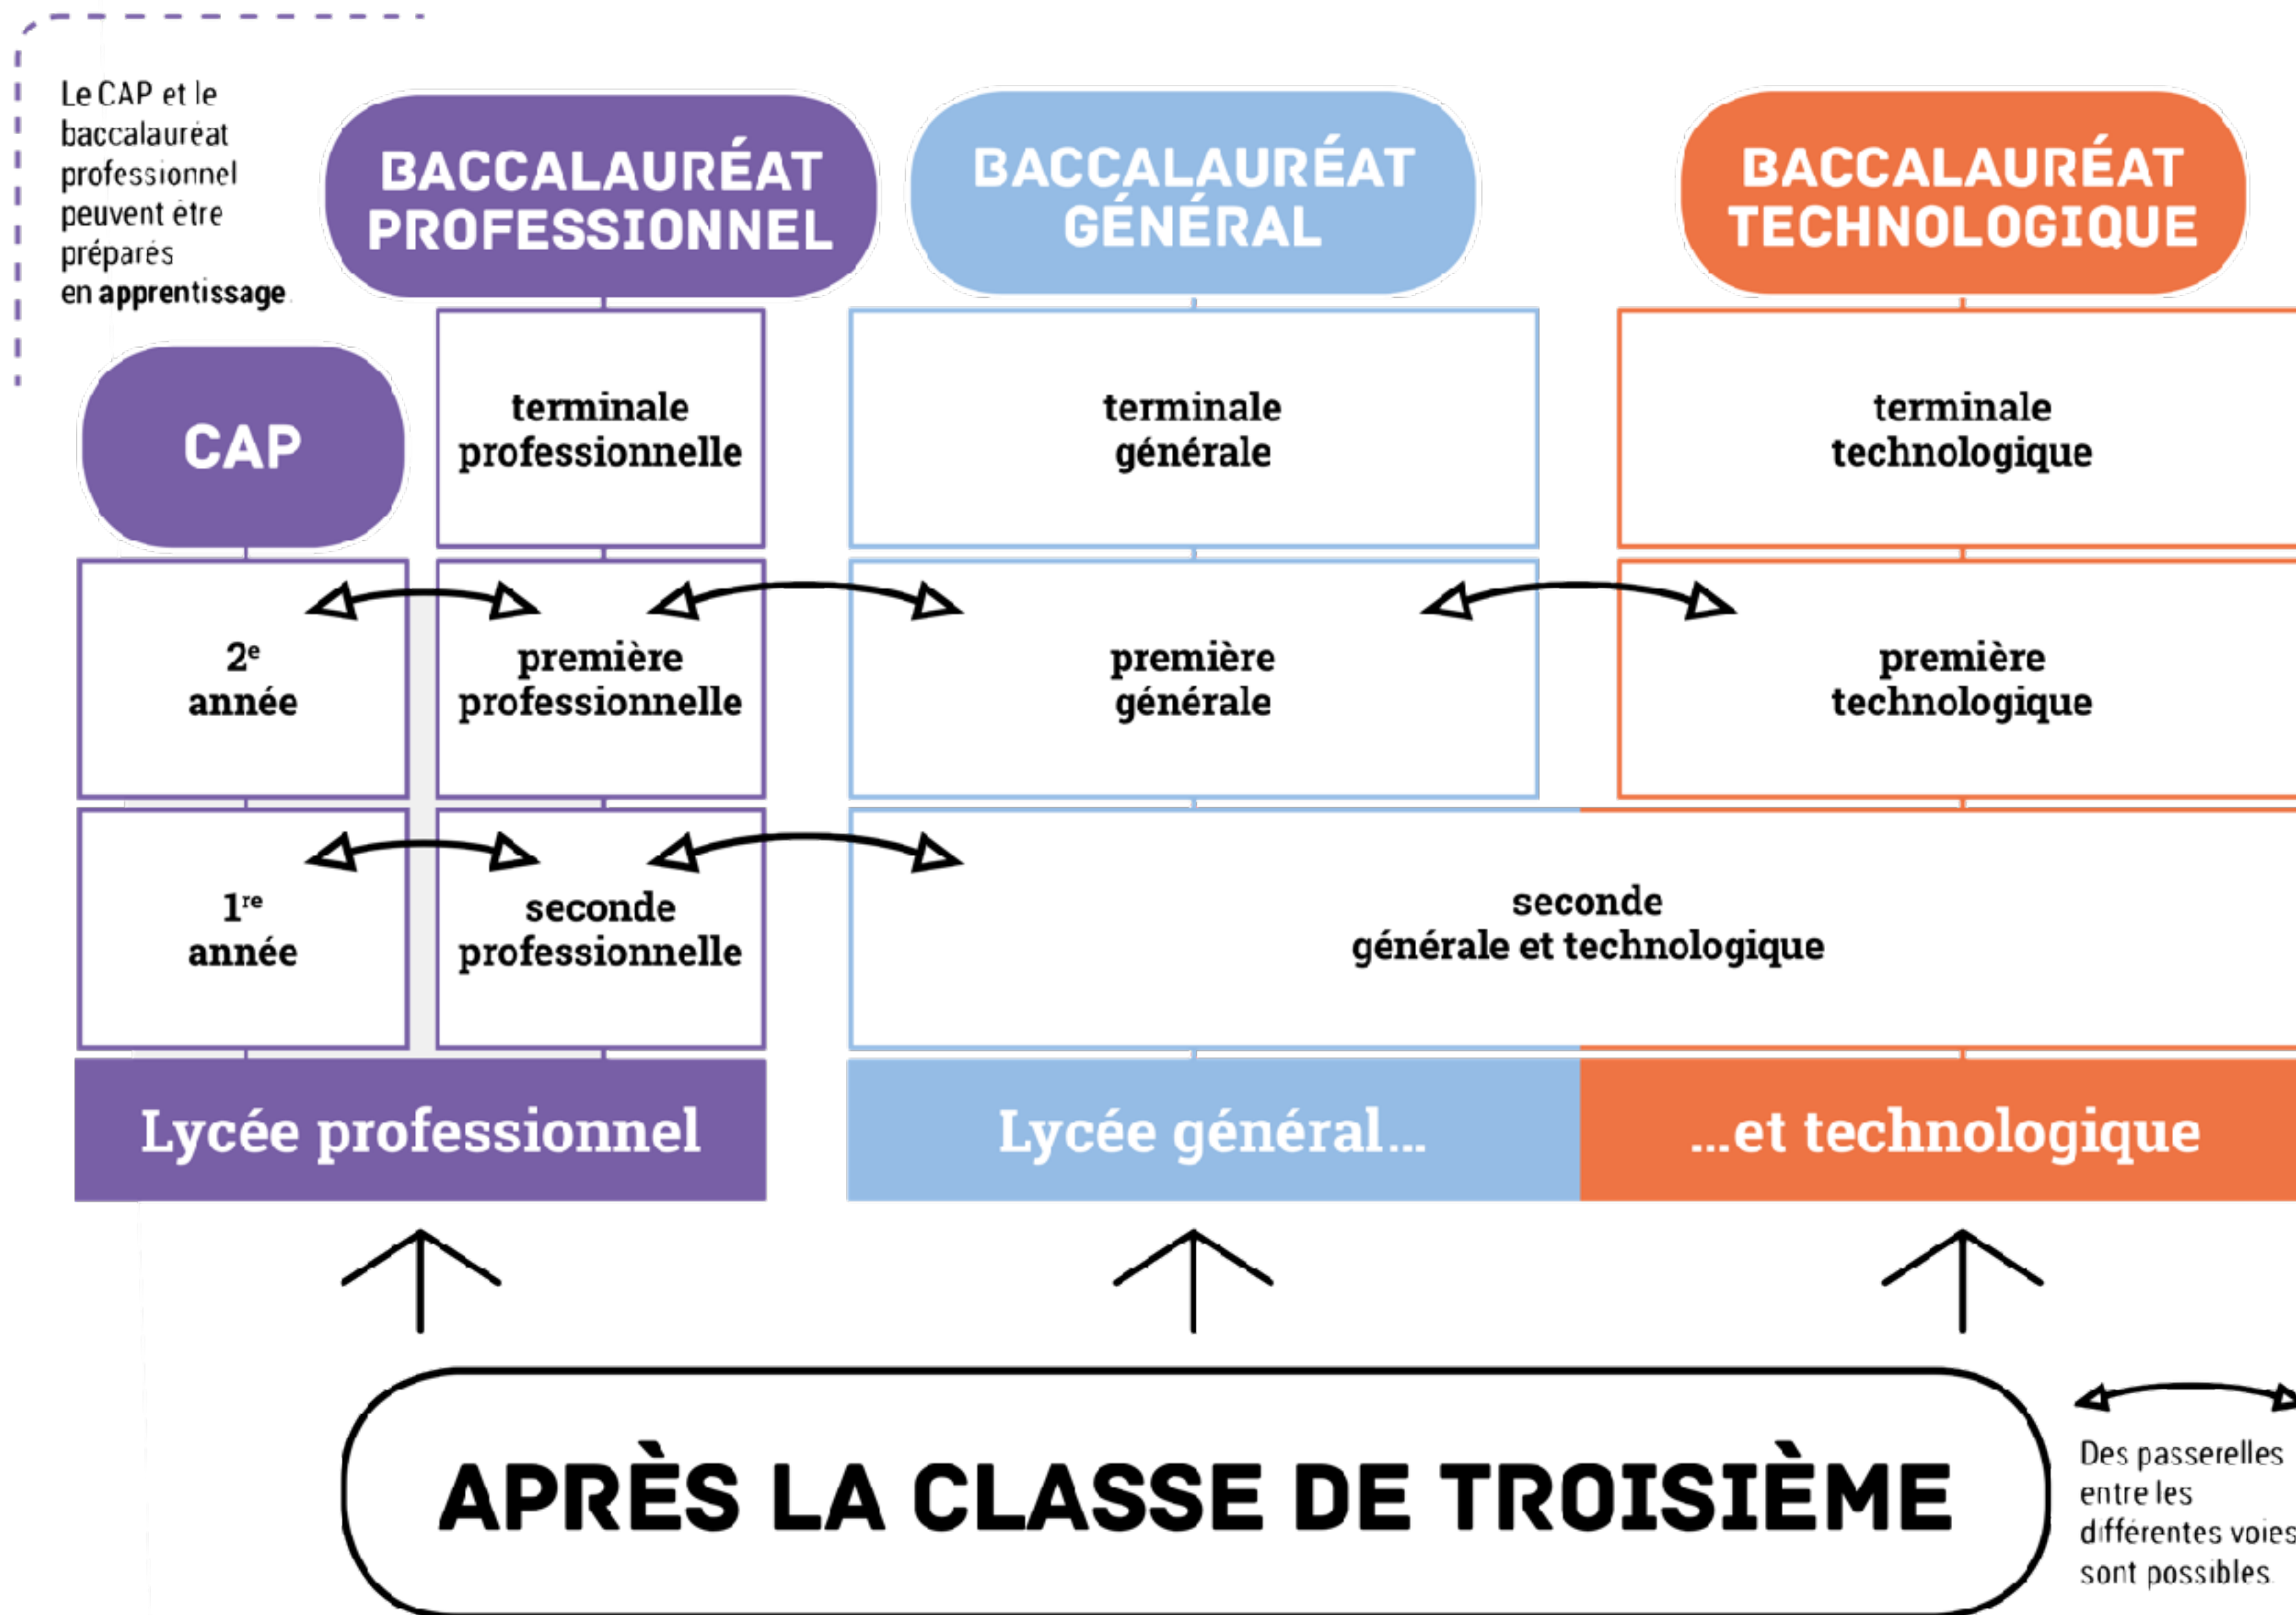 Le CAP et le
baccalauréat
professionnel
peuvent être
préparés
en apprentissage.
BACCALAURÉAT
PROFESSIONNEL
BACCALAURÉAT
GÉNÉRAL
BACCALAURÉAT
TECHNOLOGIQUE
CAP
terminale
professionnelle
terminale
générale
terminale
technologique
2e
année
première
professionnelle
première
générale
première
technologique
1re
année
seconde
professionnelle
seconde
générale et technologique
Lycée professionnel
Lycée général...
...et technologique
APRÈS LA CLASSE DE TROISIÈME
Des passerelles
entre les
différentes voies
sont possibles.